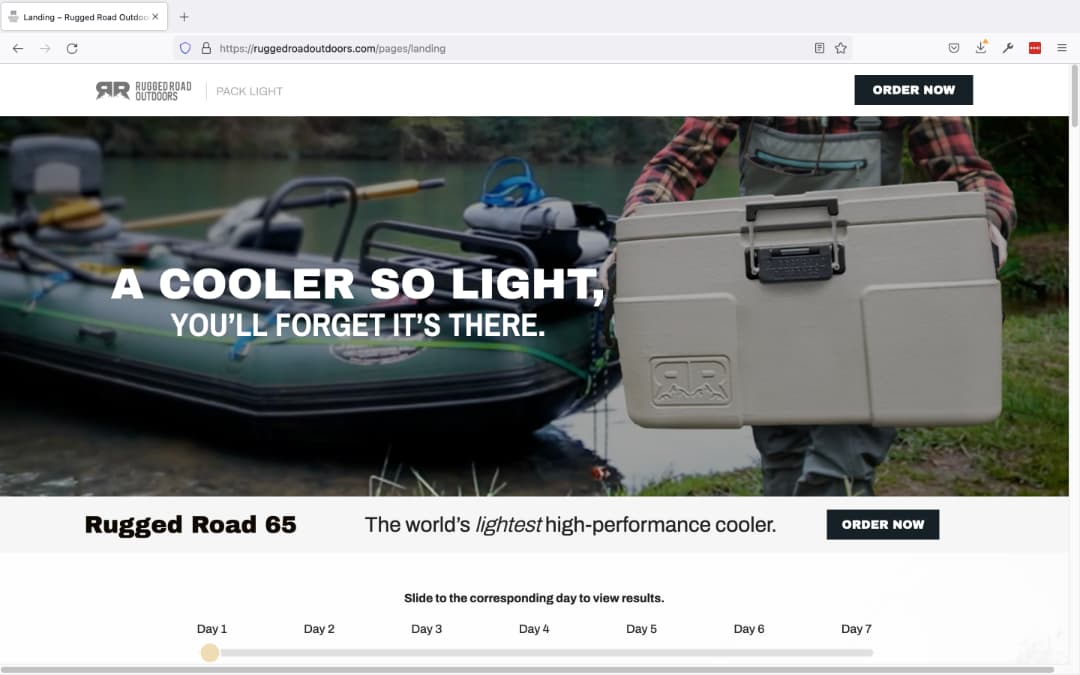 Landing – Rugged Road Outdoo
https://ruggedroadoutdoors.com/pages/landing
RR RUGGED ROAD
OUTDOORS
PACK LIGHT
ORDER NOW
A COOLER SO LIGHT,
YOU'LL FORGET IT'S THERE.
RR
Rugged Road 65
The world's lightest high-performance cooler.
ORDER NOW
Slide to the corresponding day to view results.
Day 1 Day 2 Day 3 Day 4 Day 5 Day 6 Day 7